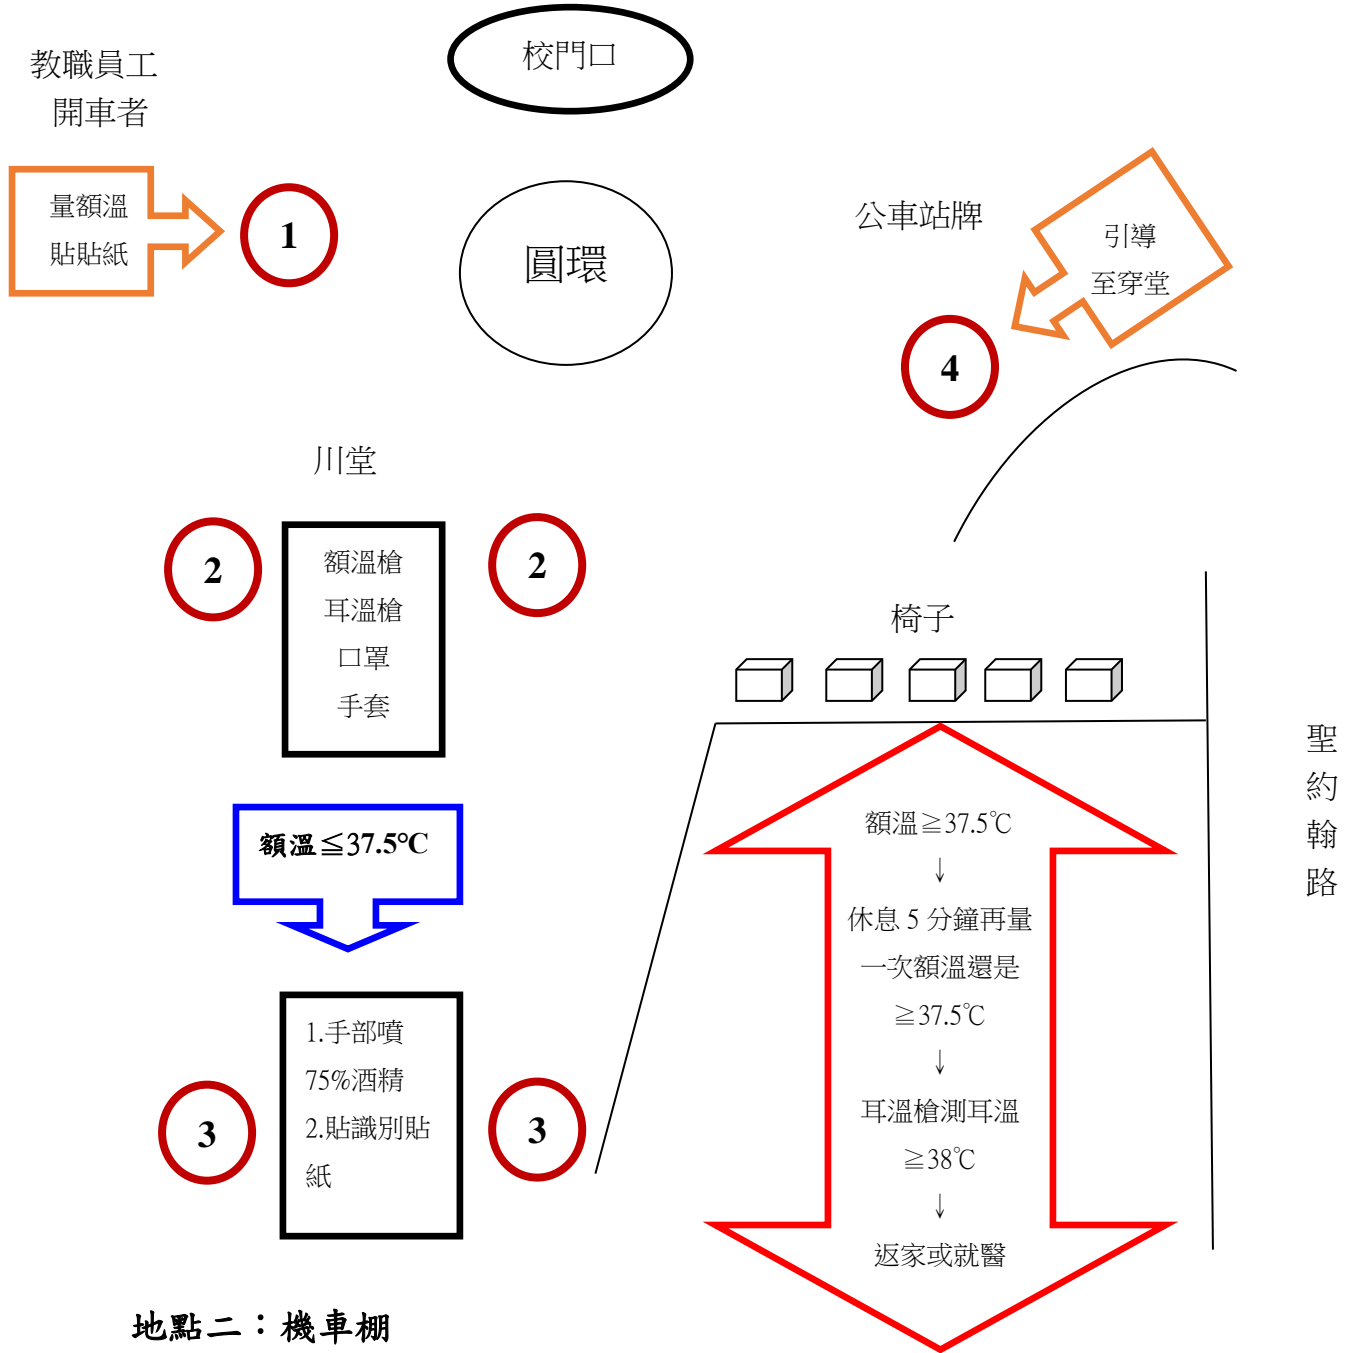 校門口
教職員工
開車者
量額溫
貼貼紙
1
圓環
公車站牌
引導
至穿堂
4
川堂
2
額溫槍
耳溫槍
口罩
手套
2
椅子
額溫≦37.5°C
額溫≧37.5℃
↓
休息 5 分鐘再量
一次額溫還是
≧37.5℃
↓
耳溫槍測耳溫
≧38℃
↓
返家或就醫
聖
約
翰
路
3
1.手部噴
75%酒精
2.貼識別貼
紙
3
地點二：機車棚